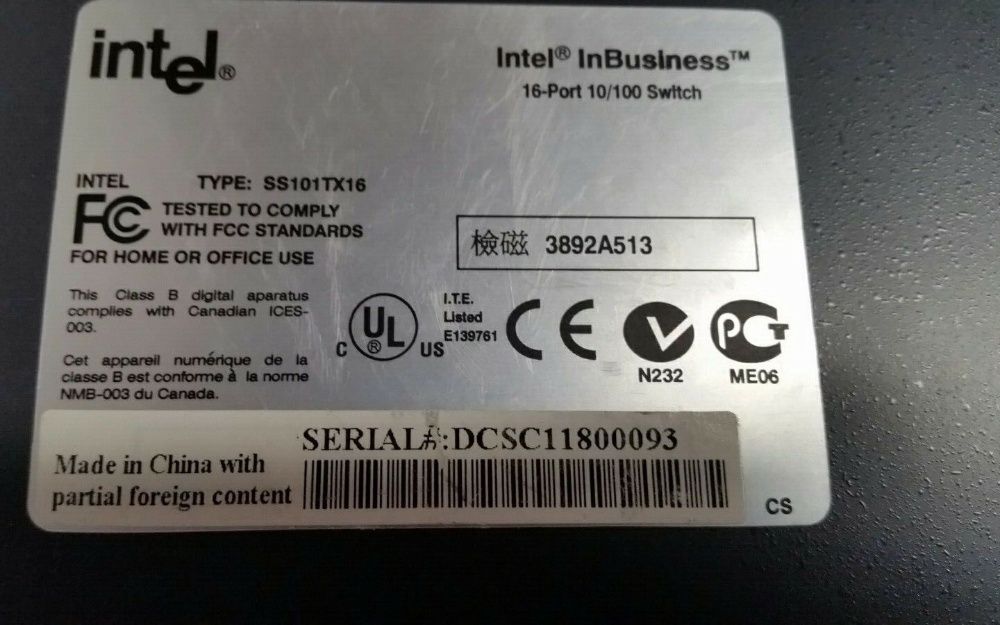 intel®
Intel® InBusiness™
16-Port 10/100 Switch
INTEL TYPE: SS101TX16
FC TESTED TO COMPLY
WITH FCC STANDARDS
FOR HOME OR OFFICE USE
檢磁 3892A513
This Class B digital aparatus
complies with Canadian ICES-
003.
Cet appareil numérique de la
classe B est conforme à la norme
NMB-003 du Canada.
C UL ® US
I.T.E.
Listed
E139761
CE
N232
PCT
ME06
SERIAL#:DCSC11800093
Made in China with
partial foreign content
CS